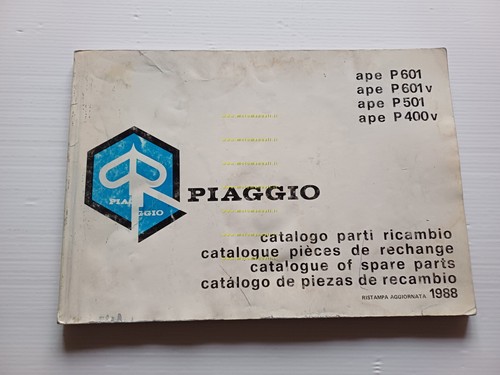 ape P601
ape P601v
ape P501
ape P400v
PIAGGIO
PIAGGIO
catalogo parti ricambio
catalogue pièces de rechange
catalogue of spare parts
catálogo de piezas de recambio
RISTAMPA AGGIORNATA 1988